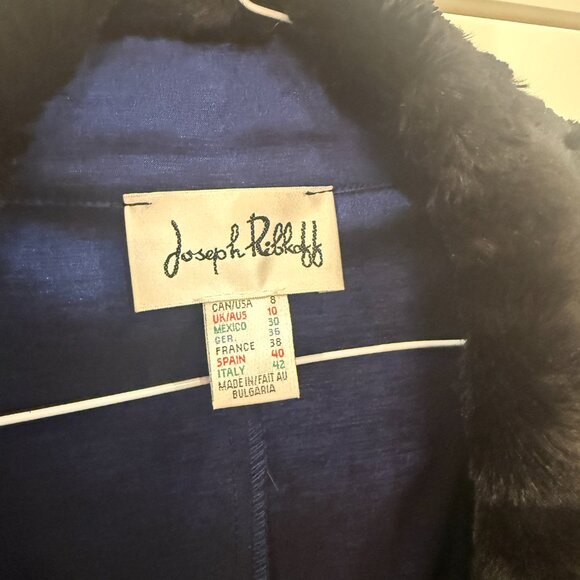 Joseph Ribkoff
CAN/USA 8
UK/AUS 10
MEXICO 30
GER. 36
FRANCE 38
SPAIN 40
ITALY 42
MADE IN/FAIT AU
BULGARIA